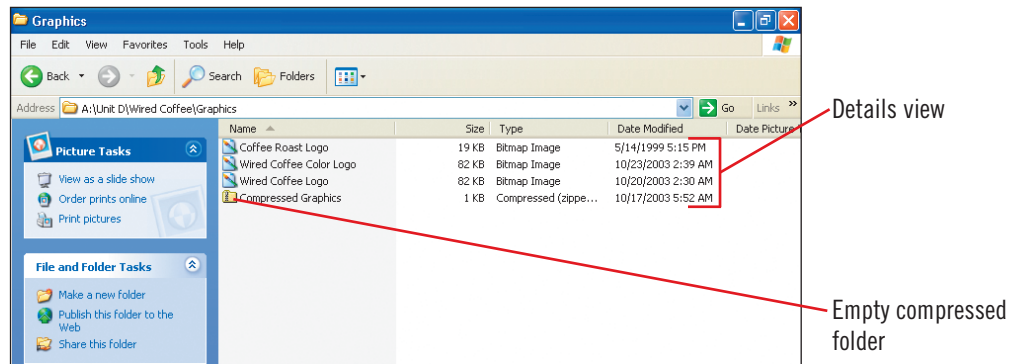 Graphics
File Edit View Favorites Tools Help
Back Search Folders
Address A:\Unit D\Wired Coffee\Graphics Go Links »
Name Size Type Date Modified Date Picture
Picture Tasks
View as a slide show
Order prints online
Print pictures
File and Folder Tasks
Make a new folder
Publish this folder to the
Web
Share this folder
Coffee Roast Logo 19 KB Bitmap Image 5/14/1999 5:15 PM
Wired Coffee Color Logo 82 KB Bitmap Image 10/23/2003 2:39 AM
Wired Coffee Logo 82 KB Bitmap Image 10/20/2003 2:30 AM
Compressed Graphics 1 KB Compressed (zippe... 10/17/2003 5:52 AM
Details view
Empty compressed
folder